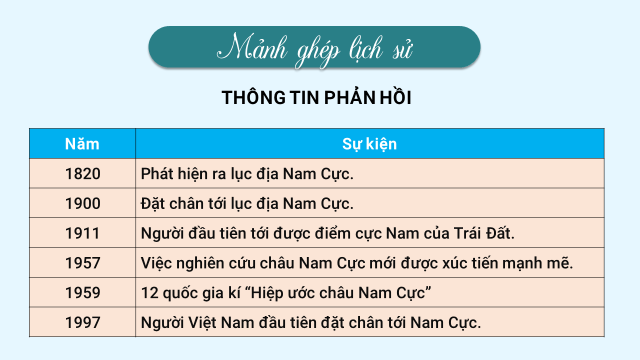 Mảnh ghép lịch sử
THÔNG TIN PHẢN HỒI
Năm Sự kiện
1820 Phát hiện ra lục địa Nam Cực.
1900 Đặt chân tới lục địa Nam Cực.
1911 Người đầu tiên tới được điểm cực Nam của Trái Đất.
1957 Việc nghiên cứu châu Nam Cực mới được xúc tiến mạnh mẽ.
1959 12 quốc gia kí “Hiệp ước châu Nam Cực”
1997 Người Việt Nam đầu tiên đặt chân tới Nam Cực.